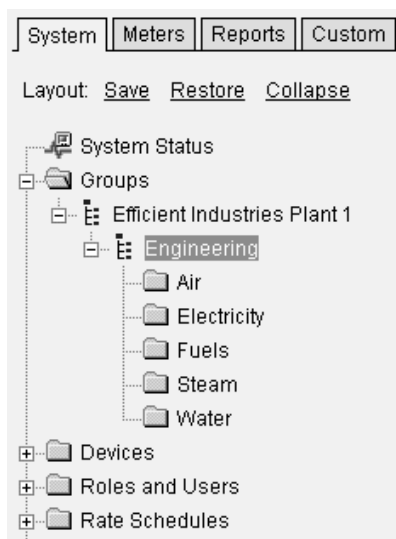 System Meters Reports Custom
Layout: Save Restore Collapse
System Status
Groups
Efficient Industries Plant 1
Engineering
Air
Electricity
Fuels
Steam
Water
Devices
Roles and Users
Rate Schedules